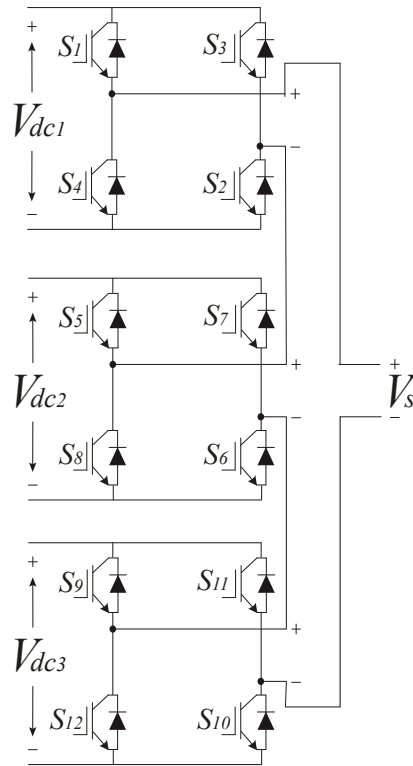 +
S1
S3
Vdc1
+
−
S4
S2
−
+
S5
S7
Vdc2
+
+
Vs
−
−
S8
S6
−
+
S9
S11
Vdc3
+
−
S12
S10
−